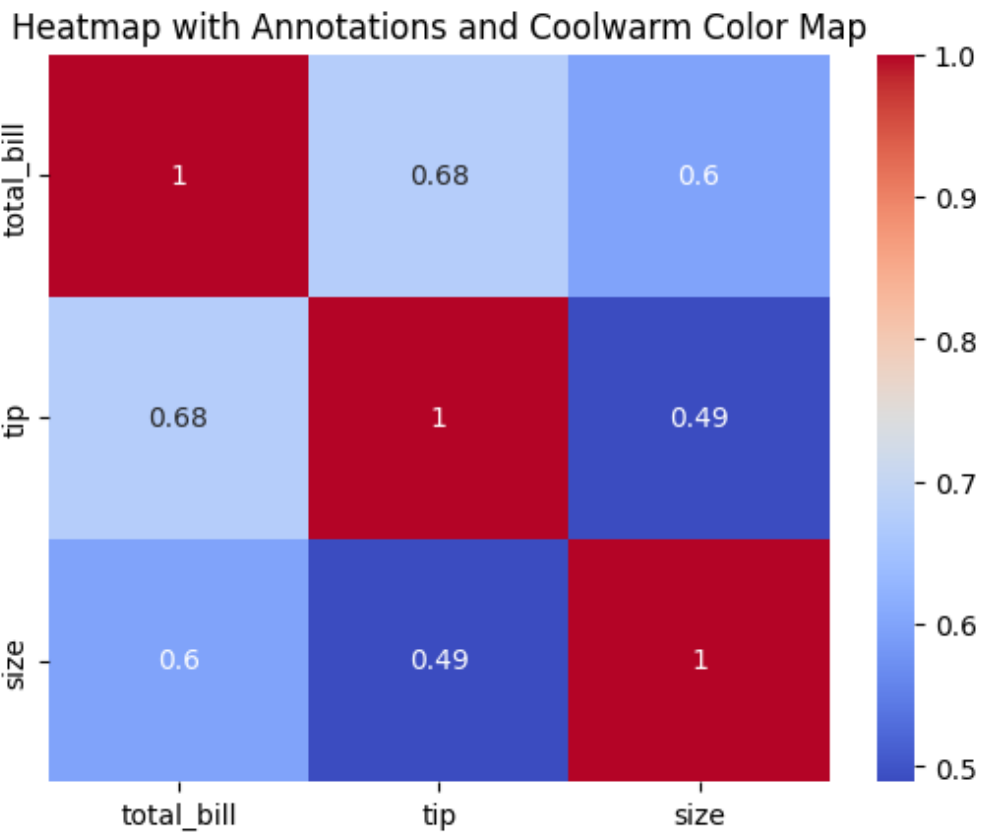 Heatmap with Annotations and Coolwarm Color Map
total_bill
1
0.68
0.6
tip
0.68
1
0.49
size
0.6
0.49
1
total_bill
tip
size
1.0
0.9
0.8
0.7
0.6
0.5